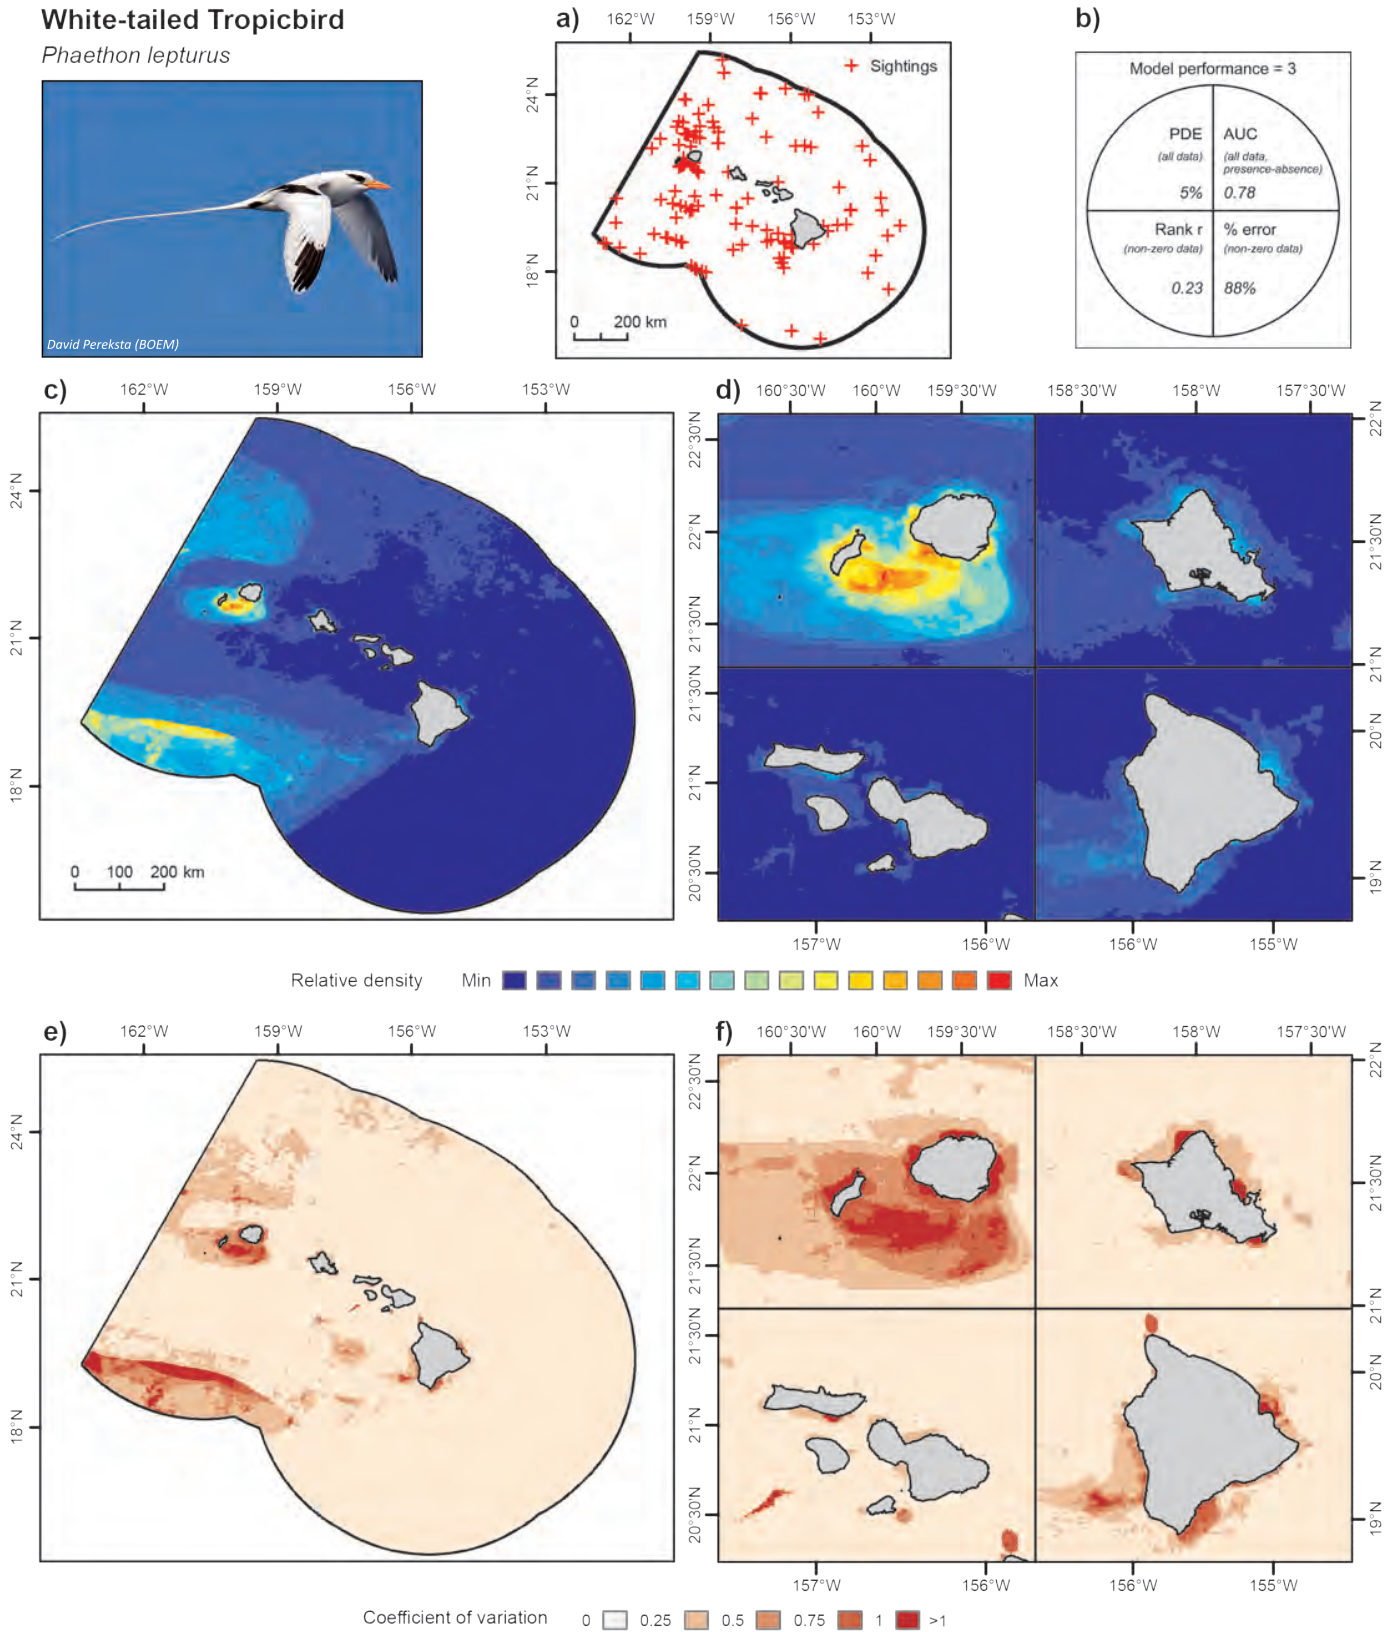 White-tailed Tropicbird
Phaethon lepturus
David Pereksta (BOEM)
a)
162°W 159°W 156°W 153°W
24°N
21°N
18°N
Sightings
0 200 km
b)
Model performance = 3
PDE
(all data)
5%
AUC
(all data,
presence-absence)
0.78
Rank r
(non-zero data)
0.23
% error
(non-zero data)
88%
c)
162°W 159°W 156°W 153°W
24°N
21°N
18°N
0 100 200 km
d)
160°30'W 160°W 159°30'W 158°30'W 158°W 157°30'W
22°30'N
22°N
21°30'N
21°30'N
21°N
20°30'N
22°N
21°30'N
21°N
20°N
19°N
157°W 156°W 156°W 155°W
Relative density Min Max
e)
162°W 159°W 156°W 153°W
24°N
21°N
18°N
f)
160°30'W 160°W 159°30'W 158°30'W 158°W 157°30'W
22°30'N
22°N
21°30'N
21°30'N
21°N
20°30'N
22°N
21°30'N
21°N
20°N
19°N
157°W 156°W 156°W 155°W
Coefficient of variation 0 0.25 0.5 0.75 1 >1